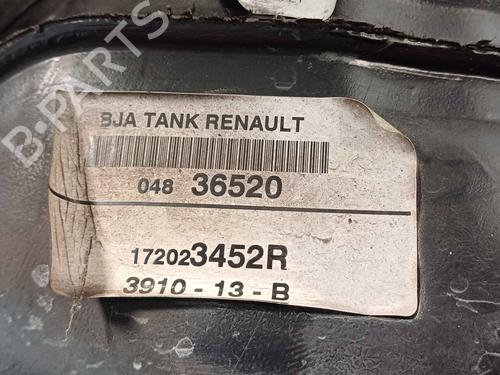 BJA TANK RENAULT
048 36520
172023452R
3910 - 13 - B
B-PARTS